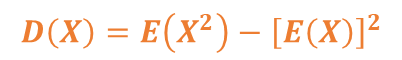 D(X) = E(X²) − [E(X)]²